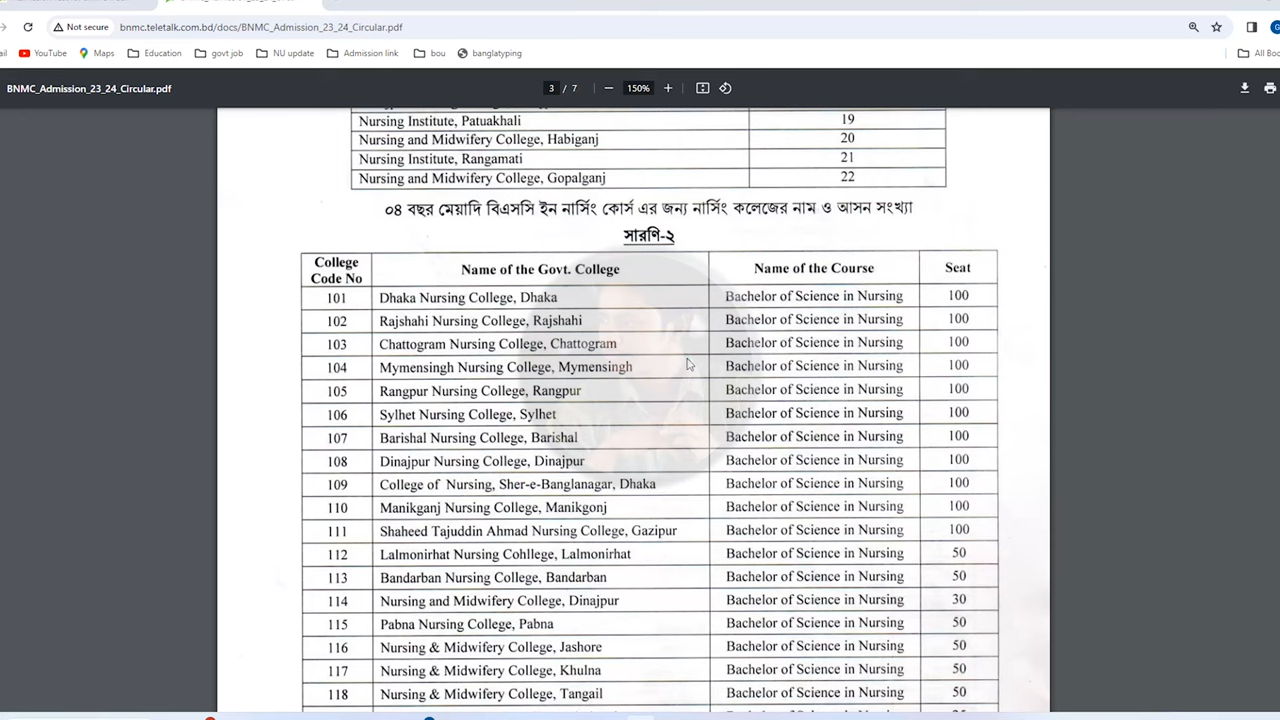 Not secure bnmc.teletalk.com.bd/docs/BNMC_Admission_23_24_Circular.pdf
YouTube Maps Education govt job NU update Admission link bou banglatyping
BNMC_Admission_23_24_Circular.pdf 3 / 7 150%
Nursing Institute, Patuakhali 19
Nursing and Midwifery College, Habiganj 20
Nursing Institute, Rangamati 21
Nursing and Midwifery College, Gopalganj 22
০৪ বছর মেয়াদি বিএসসি ইন নার্সিং কোর্স এর জন্য নার্সিং কলেজের নাম ও আসন সংখ্যা
সারণি-২
College Code No Name of the Govt. College Name of the Course Seat
101 Dhaka Nursing College, Dhaka Bachelor of Science in Nursing 100
102 Rajshahi Nursing College, Rajshahi Bachelor of Science in Nursing 100
103 Chattogram Nursing College, Chattogram Bachelor of Science in Nursing 100
104 Mymensingh Nursing College, Mymensingh Bachelor of Science in Nursing 100
105 Rangpur Nursing College, Rangpur Bachelor of Science in Nursing 100
106 Sylhet Nursing College, Sylhet Bachelor of Science in Nursing 100
107 Barishal Nursing College, Barishal Bachelor of Science in Nursing 100
108 Dinajpur Nursing College, Dinajpur Bachelor of Science in Nursing 100
109 College of Nursing, Sher-e-Banglanagar, Dhaka Bachelor of Science in Nursing 100
110 Manikganj Nursing College, Manikgonj Bachelor of Science in Nursing 100
111 Shaheed Tajuddin Ahmad Nursing College, Gazipur Bachelor of Science in Nursing 100
112 Lalmonirhat Nursing Cohllege, Lalmonirhat Bachelor of Science in Nursing 50
113 Bandarban Nursing College, Bandarban Bachelor of Science in Nursing 50
114 Nursing and Midwifery College, Dinajpur Bachelor of Science in Nursing 30
115 Pabna Nursing College, Pabna Bachelor of Science in Nursing 50
116 Nursing & Midwifery College, Jashore Bachelor of Science in Nursing 50
117 Nursing & Midwifery College, Khulna Bachelor of Science in Nursing 50
118 Nursing & Midwifery College, Tangail Bachelor of Science in Nursing 50